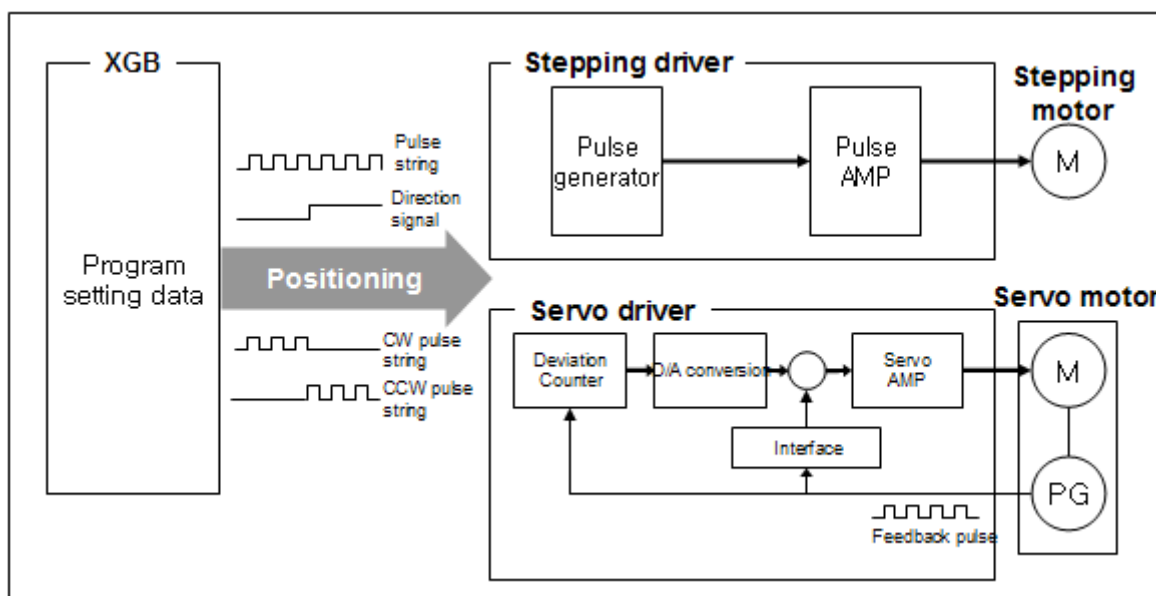 XGB
Program
setting data
Pulse
string
Direction
signal
Positioning
CW pulse
string
CCW pulse
string
Stepping driver
Pulse
generator
Pulse
AMP
Stepping
motor
M
Servo driver
Deviation
Counter
D/A conversion
Servo
AMP
Interface
Feedback pulse
Servo motor
M
PG